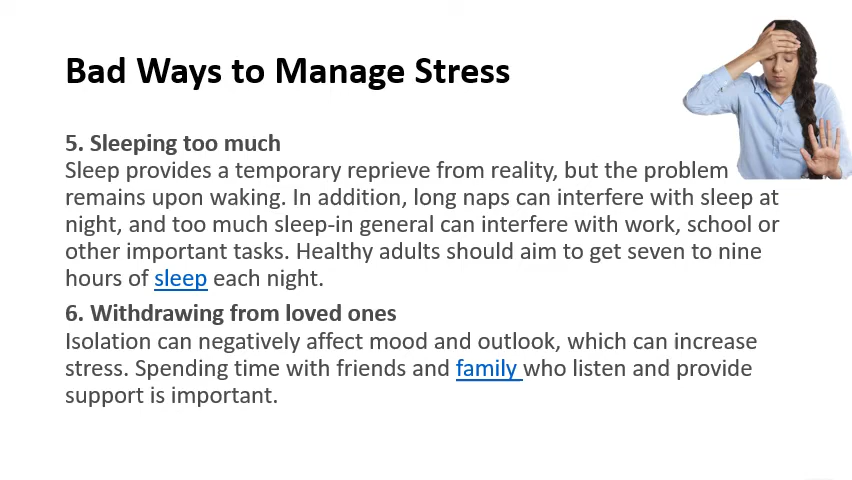 Bad Ways to Manage Stress
5. Sleeping too much
Sleep provides a temporary reprieve from reality, but the problem
remains upon waking. In addition, long naps can interfere with sleep at
night, and too much sleep-in general can interfere with work, school or
other important tasks. Healthy adults should aim to get seven to nine
hours of sleep each night.
6. Withdrawing from loved ones
Isolation can negatively affect mood and outlook, which can increase
stress. Spending time with friends and family who listen and provide
support is important.